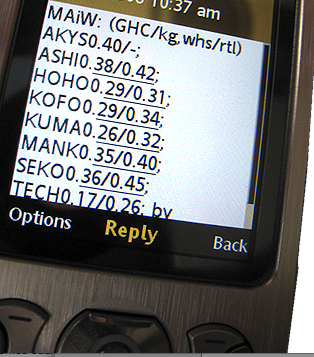 10:37 am
MAiW: (GHC/kg,whs/rtl)
AKYS0.40/-;
ASHI0.38/0.42;
HOHO0.29/0.31;
KOFO0.29/0.34;
KUMA0.26/0.32;
MANK0.35/0.40;
SEKO0.36/0.45;
TECH0.17/0.26; by
Options Reply Back